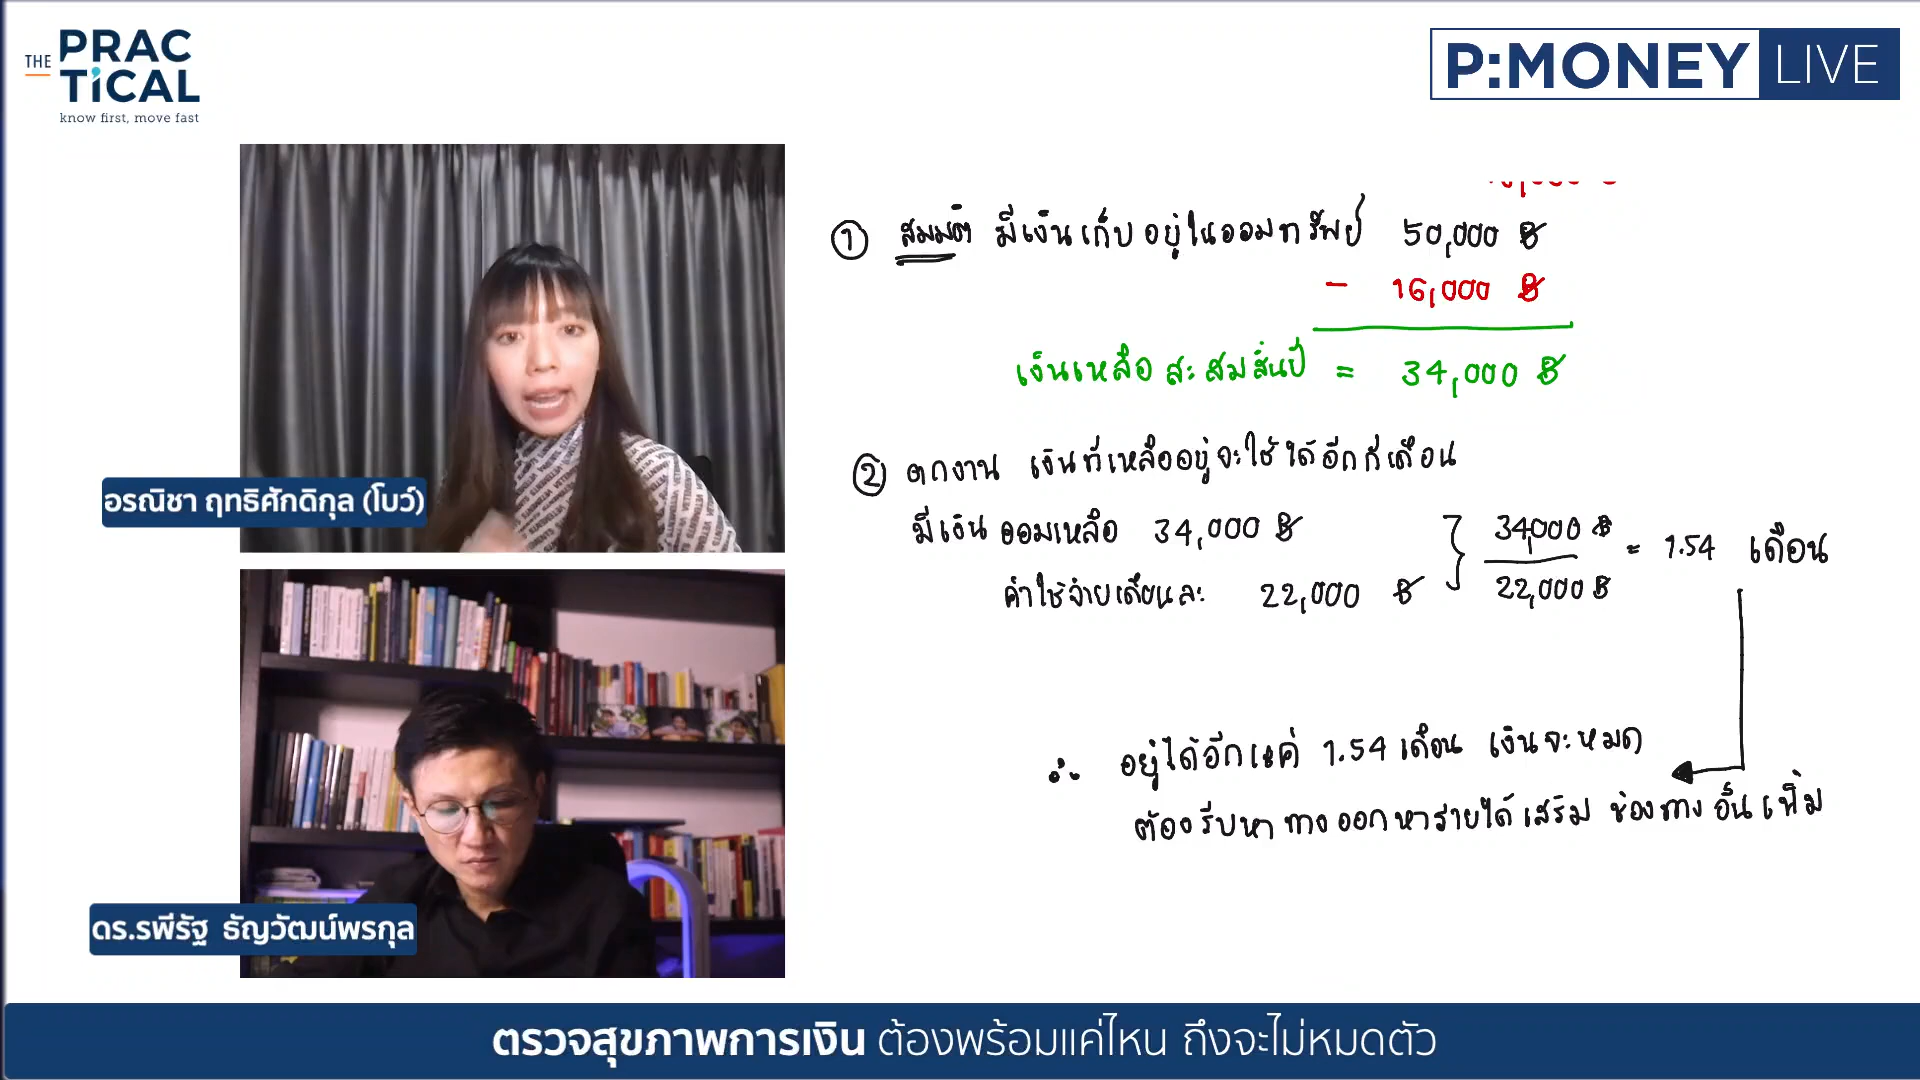 THE PRAC
TiCAL
know first, move fast
P:MONEY LIVE
① สมมติ มีเงินเก็บอยู่ในออมทรัพย์ 50,000 ฿
- 16,000 ฿
เงินเหลือสะสมสิ้นปี = 34,000 ฿
② ตกงาน เงินที่เหลืออยู่จะใช้ได้อีกกี่เดือน
มีเงินออมเหลือ 34,000 ฿
ค่าใช้จ่ายเดือนละ 22,000 ฿
34,000 ฿
22,000 ฿
= 1.54 เดือน
∴ อยู่ได้อีกแค่ 1.54 เดือน เงินจะหมด
ต้องรีบหาทางออกหารายได้เสริม ช่องทางอื่นเพิ่ม
อรณิชา ฤทธิศักดิกุล (โบว์)
ดร.รพีรัฐ ธัญวัฒน์พรกุล
ตรวจสุขภาพการเงิน ต้องพร้อมแค่ไหน ถึงจะไม่หมดตัว